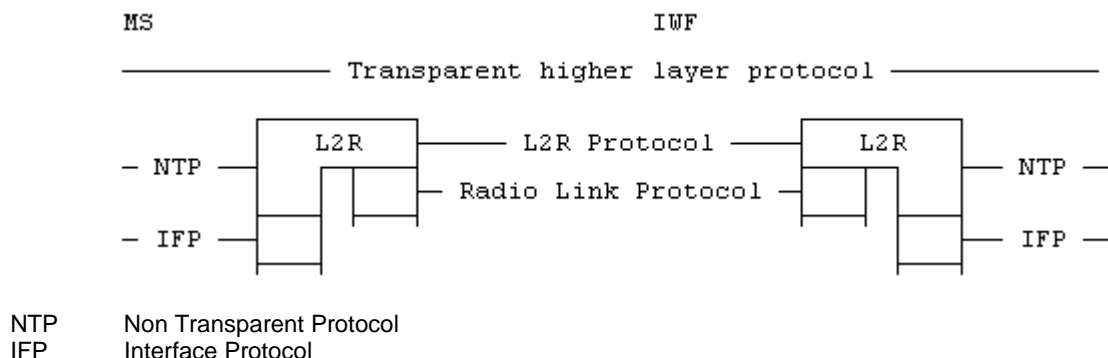 MS IWF
Transparent higher layer protocol
L2R L2R Protocol L2R
NTP NTP
Radio Link Protocol
IFP IFP
NTP Non Transparent Protocol
IFP Interface Protocol